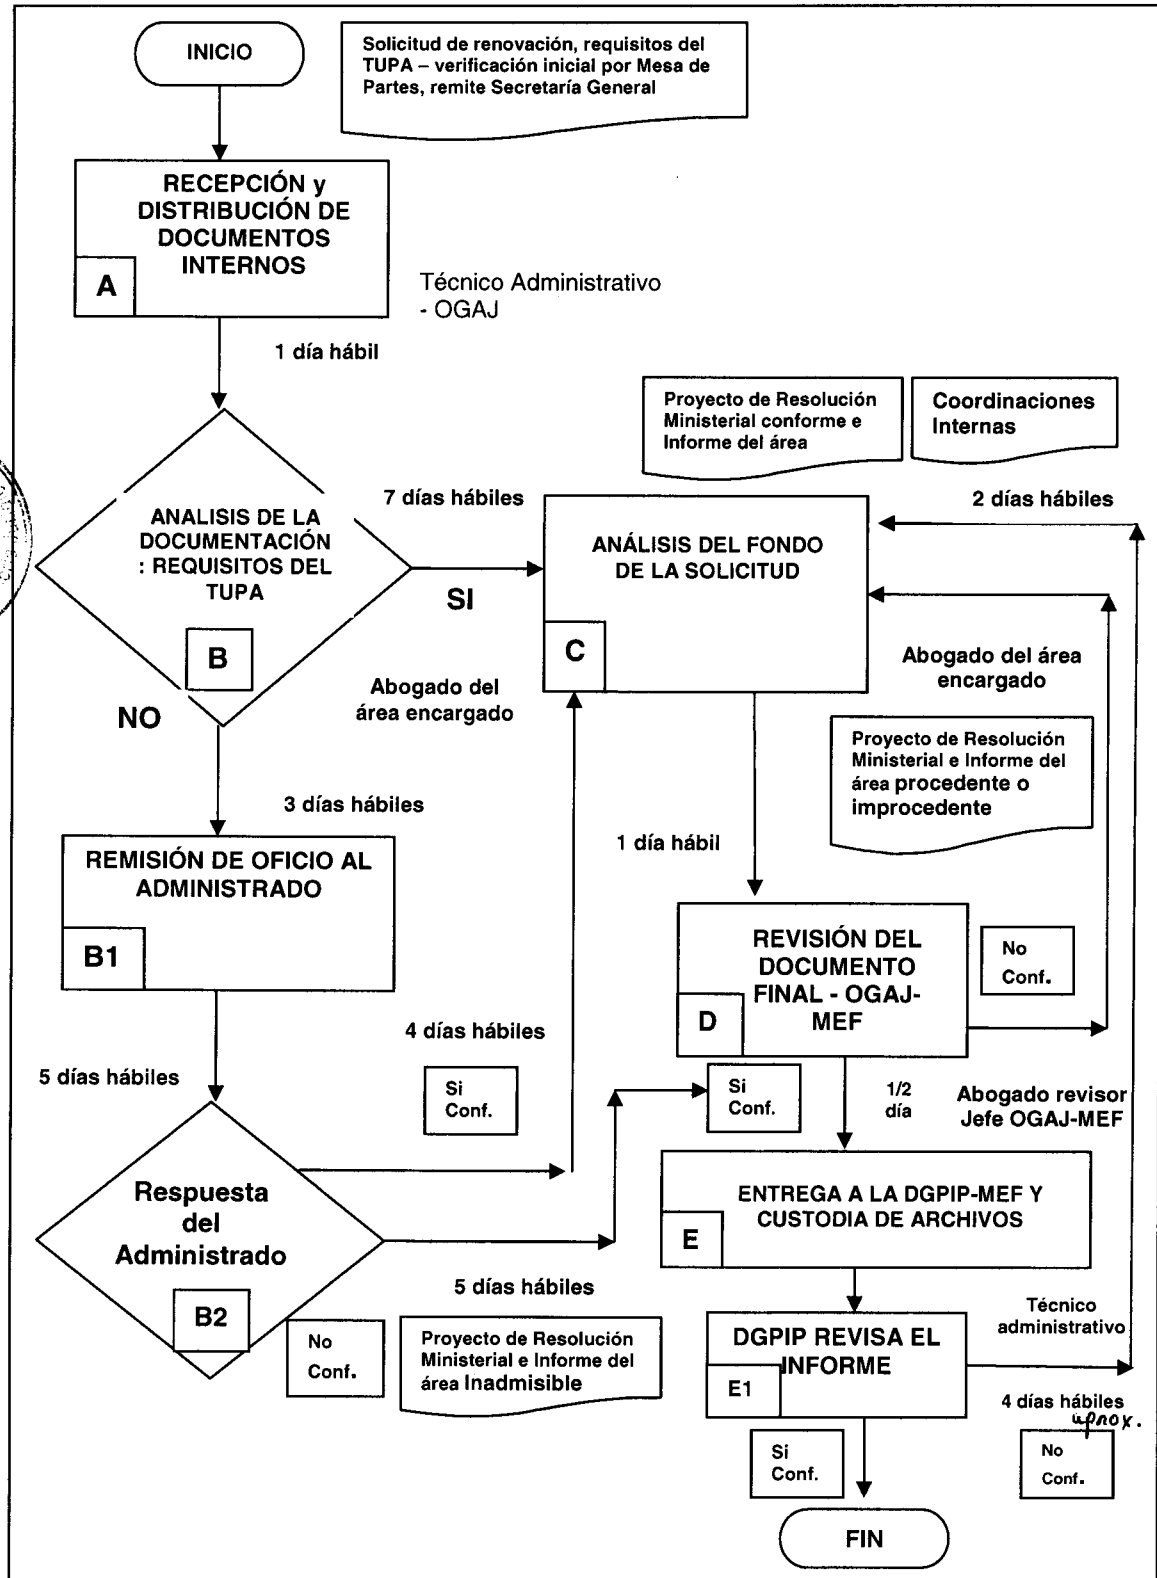 INICIO
Solicitud de renovación, requisitos del
TUPA – verificación inicial por Mesa de
Partes, remite Secretaría General
RECEPCIÓN y
DISTRIBUCIÓN DE
DOCUMENTOS
INTERNOS
A
Técnico Administrativo
- OGAJ
1 día hábil
Proyecto de Resolución
Ministerial conforme e
Informe del área
Coordinaciones
Internas
7 días hábiles
2 días hábiles
ANALISIS DE LA
DOCUMENTACIÓN
: REQUISITOS DEL
TUPA
B
SI
NO
ANÁLISIS DEL FONDO
DE LA SOLICITUD
C
Abogado del
área encargado
Abogado del área
encargado
Proyecto de Resolución
Ministerial e Informe del
área procedente o
improcedente
3 días hábiles
1 día hábil
REMISIÓN DE OFICIO AL
ADMINISTRADO
B1
REVISIÓN DEL
DOCUMENTO
FINAL - OGAJ-
MEF
D
No
Conf.
4 días hábiles
5 días hábiles
Si
Conf.
Si
Conf.
1/2
día
Abogado revisor
Jefe OGAJ-MEF
Respuesta
del
Administrado
B2
ENTREGA A LA DGPIP-MEF Y
CUSTODIA DE ARCHIVOS
E
5 días hábiles
No
Conf.
Proyecto de Resolución
Ministerial e Informe del
área Inadmisible
DGPIP REVISA EL
INFORME
E1
Técnico
administrativo
4 días hábiles
aprox.
Si
Conf.
No
Conf.
FIN